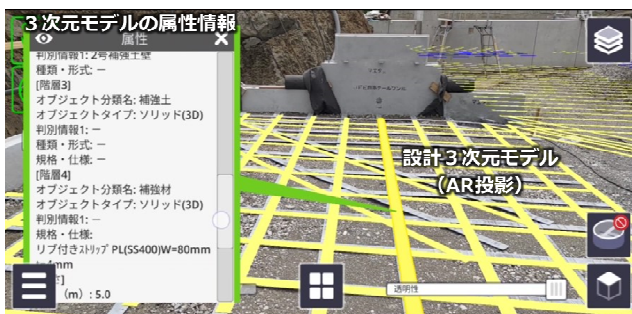 ３次元モデルの属性情報
属性
判別情報1: 2号補強土壁
種類・形式: －
[階層3]
オブジェクト分類名: 補強土
オブジェクトタイプ: ソリッド(3D)
判別情報1: －
種類・形式: －
規格・仕様: －
[階層4]
オブジェクト分類名: 補強材
オブジェクトタイプ: ソリッド(3D)
判別情報1: －
規格・仕様:
リブ付きストリップ PL(SS400)W=80mm
mm
]
（m）: 5.0
設計３次元モデル
（AR投影）
透明性